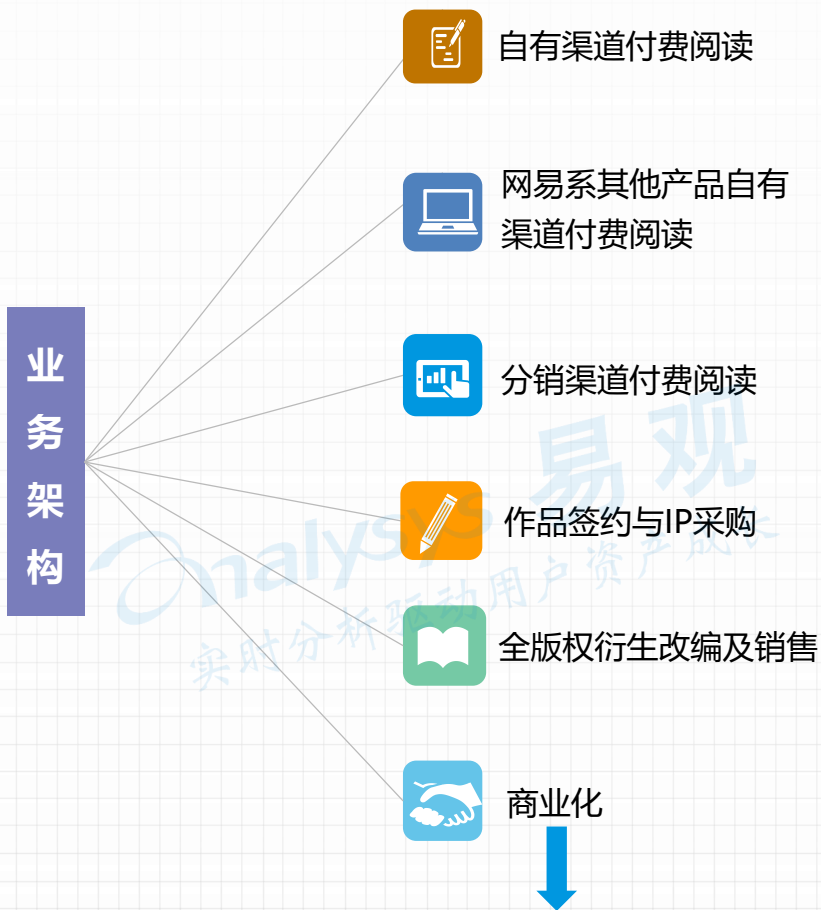 自有渠道付费阅读
网易系其他产品自有
渠道付费阅读
业务架构
分销渠道付费阅读
作品签约与IP采购
全版权衍生改编及销售
商业化
analysys 易观
实时分析驱动用户资产成长